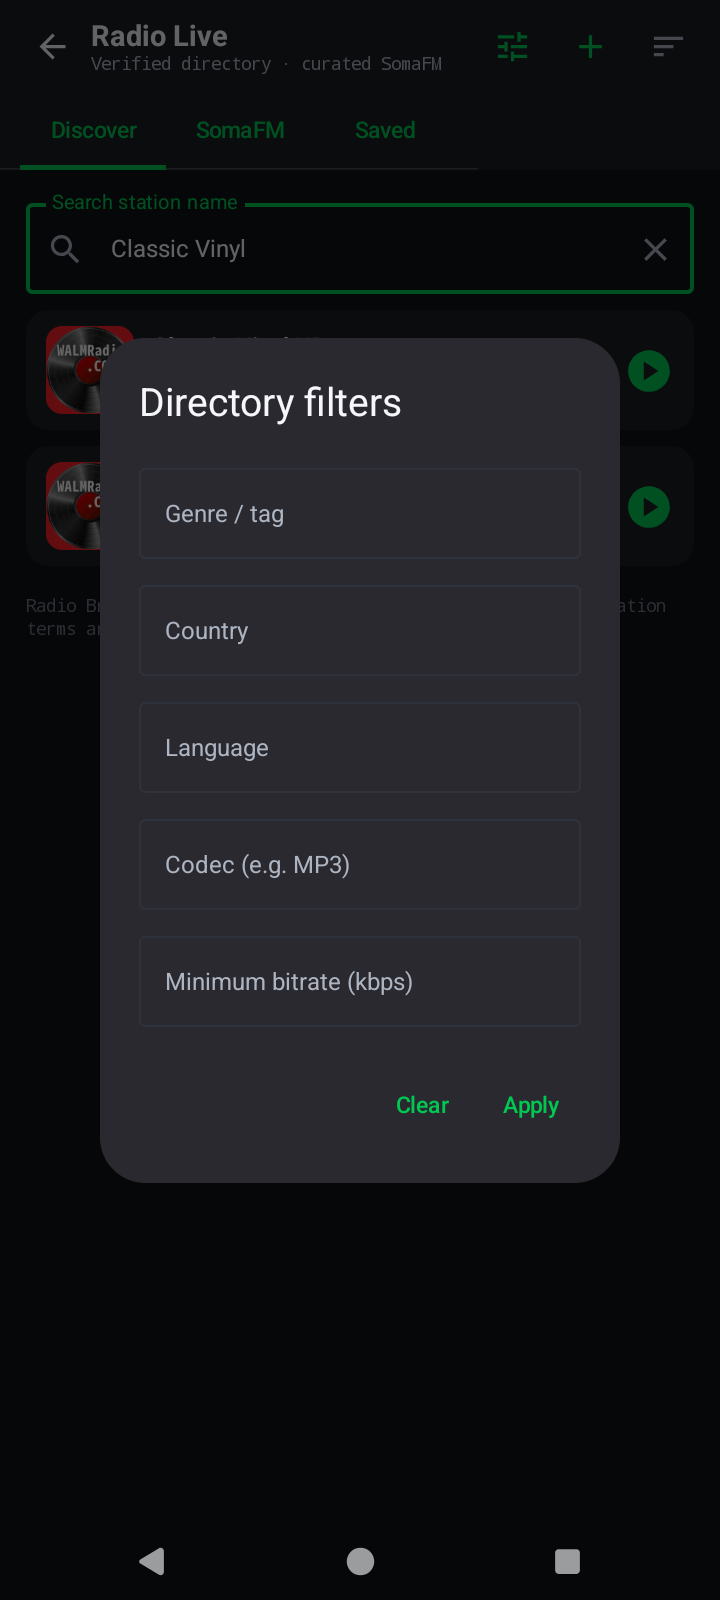 Radio Live
Verified directory · curated SomaFM
Discover
SomaFM
Saved
Search station name
Classic Vinyl
WALMRadi
.CO
Directory filters
Genre / tag
WALMRa
.C
Country
Radio B
ation
terms a
Language
Codec (e.g. MP3)
Minimum bitrate (kbps)
Clear
Apply